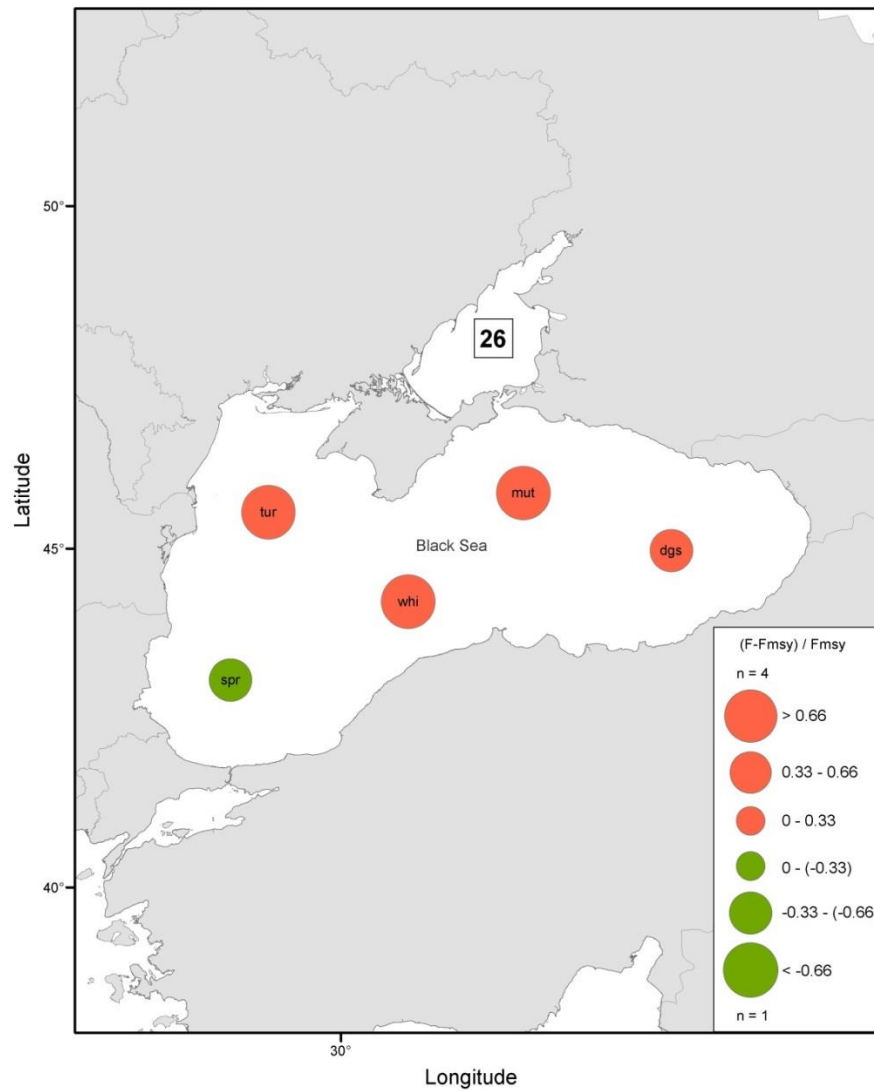 50°
26
mut
tur
Latitude
dgs
45°
Black Sea
whi
spr
(F-Fmsy) / Fmsy
n = 4
> 0.66
0.33 - 0.66
0 - 0.33
0 - (-0.33)
-0.33 - (-0.66
< -0.66
n = 1
40°
30°
Longitude